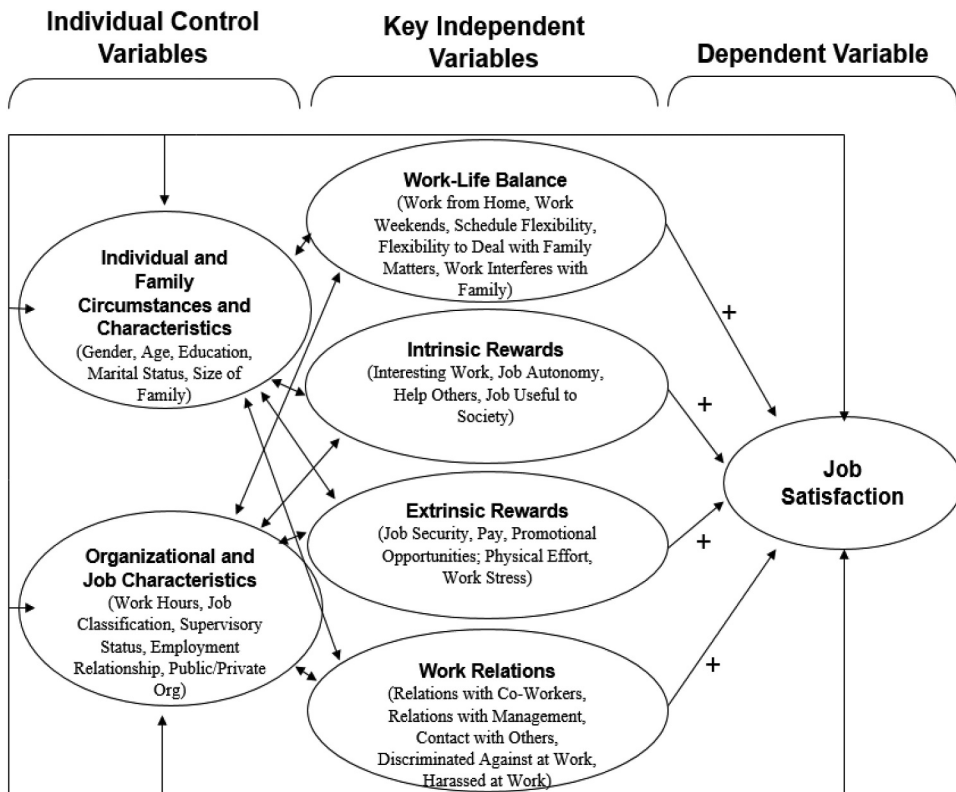 Individual Control
Variables
Key Independent
Variables
Dependent Variable
Individual and
Family
Circumstances and
Characteristics
(Gender, Age, Education,
Marital Status, Size of
Family)
Organizational and
Job Characteristics
(Work Hours, Job
Classification, Supervisory
Status, Employment
Relationship, Public/Private
Org)
Work-Life Balance
(Work from Home, Work
Weekends, Schedule Flexibility,
Flexibility to Deal with Family
Matters, Work Interferes with
Family)
Intrinsic Rewards
(Interesting Work, Job Autonomy,
Help Others, Job Useful to
Society)
Extrinsic Rewards
(Job Security, Pay, Promotional
Opportunities; Physical Effort,
Work Stress)
Work Relations
(Relations with Co-Workers,
Relations with Management,
Contact with Others,
Discriminated Against at Work,
Harassed at Work)
+
+
+
+
Job
Satisfaction